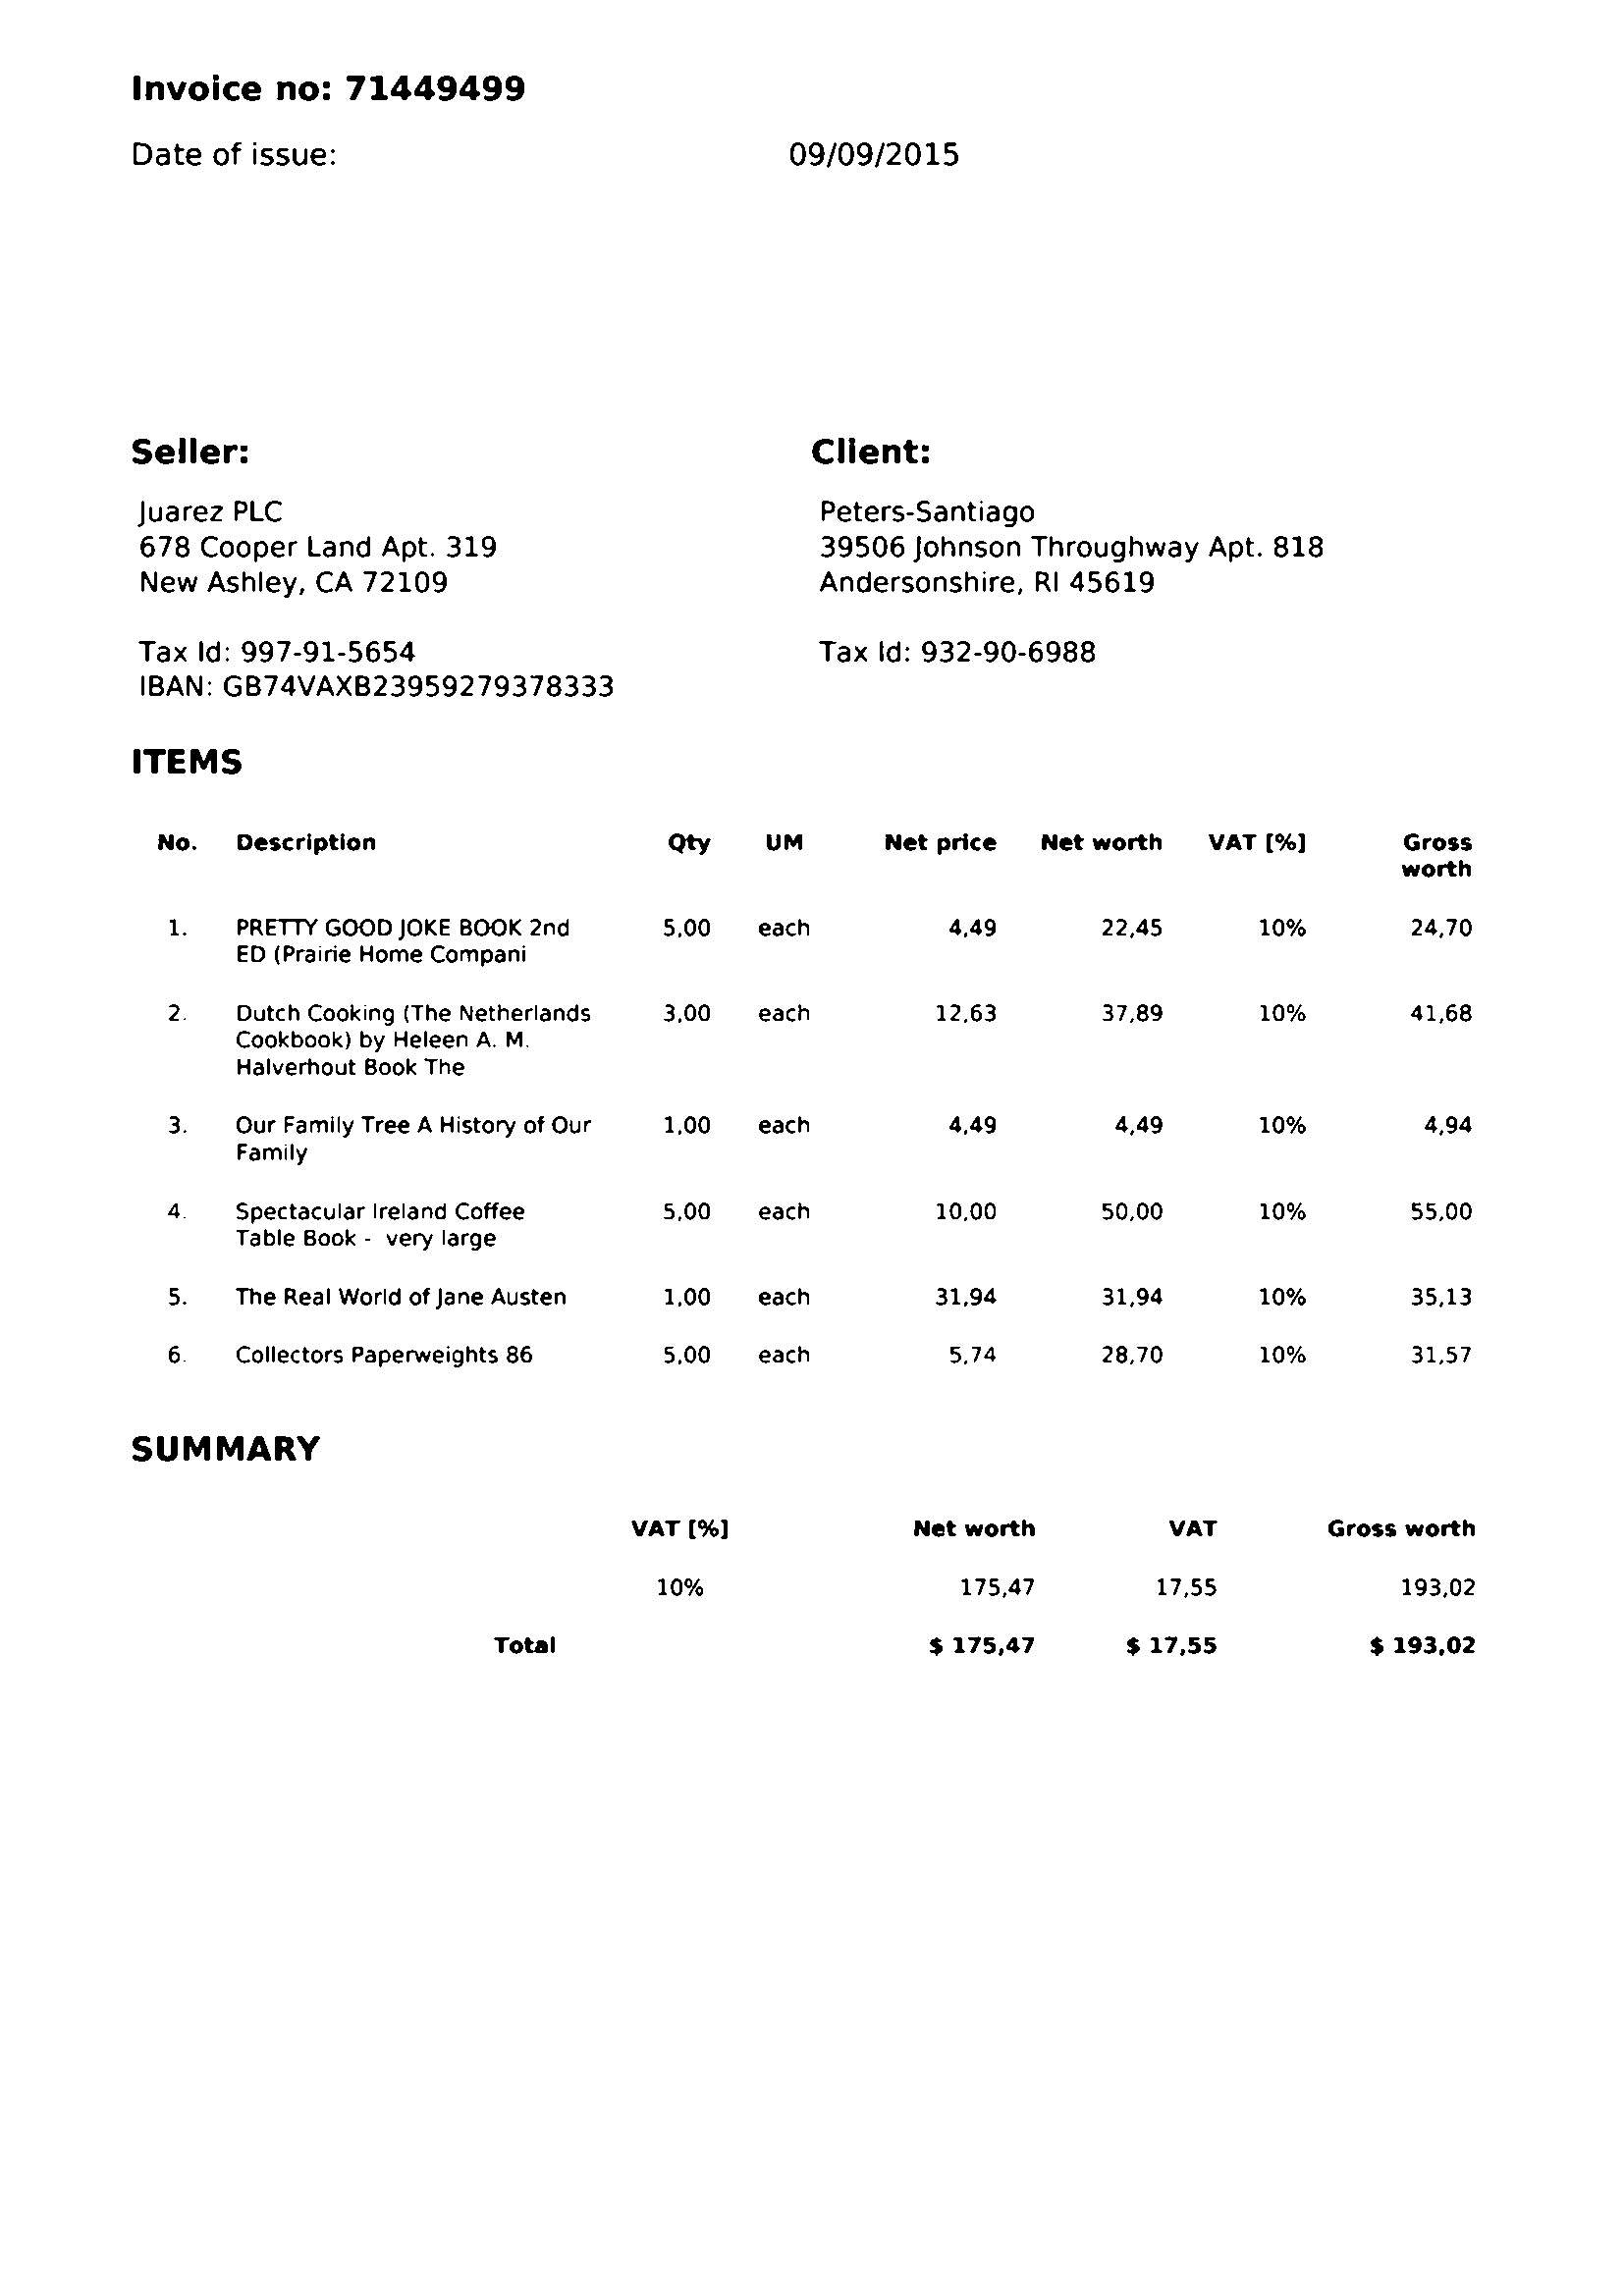 Invoice no: 71449499
Date of issue: 09/09/2015
Seller: Client:
Juarez PLC Peters-Santiago
678 Cooper Land Apt. 319 39506 Johnson Throughway Apt. 818
New Ashley, CA 72109 Andersonshire, RI 45619
Tax Id: 997-91-5654 Tax Id: 932-90-6988
IBAN: GB74VAXB23959279378333
ITEMS
No. Description Qty UM Net price Net worth VAT [%] Gross
worth
1. PRETTY GOOD JOKE BOOK 2nd 5,00 each 4,49 22,45 10% 24,70
ED (Prairie Home Compani
2. Dutch Cooking (The Netherlands 3,00 each 12,63 37,89 10% 41,68
Cookbook) by Heleen A. M.
Halverhout Book The
3. Our Family Tree A History of Our 1,00 each 4,49 4,49 10% 4,94
Family
4. Spectacular Ireland Coffee 5,00 each 10,00 50,00 10% 55,00
Table Book - very large
5. The Real World of Jane Austen 1,00 each 31,94 31,94 10% 35,13
6. Collectors Paperweights 86 5,00 each 5,74 28,70 10% 31,57
SUMMARY
VAT [%] Net worth VAT Gross worth
10% 175,47 17,55 193,02
Total $ 175,47 $ 17,55 $ 193,02